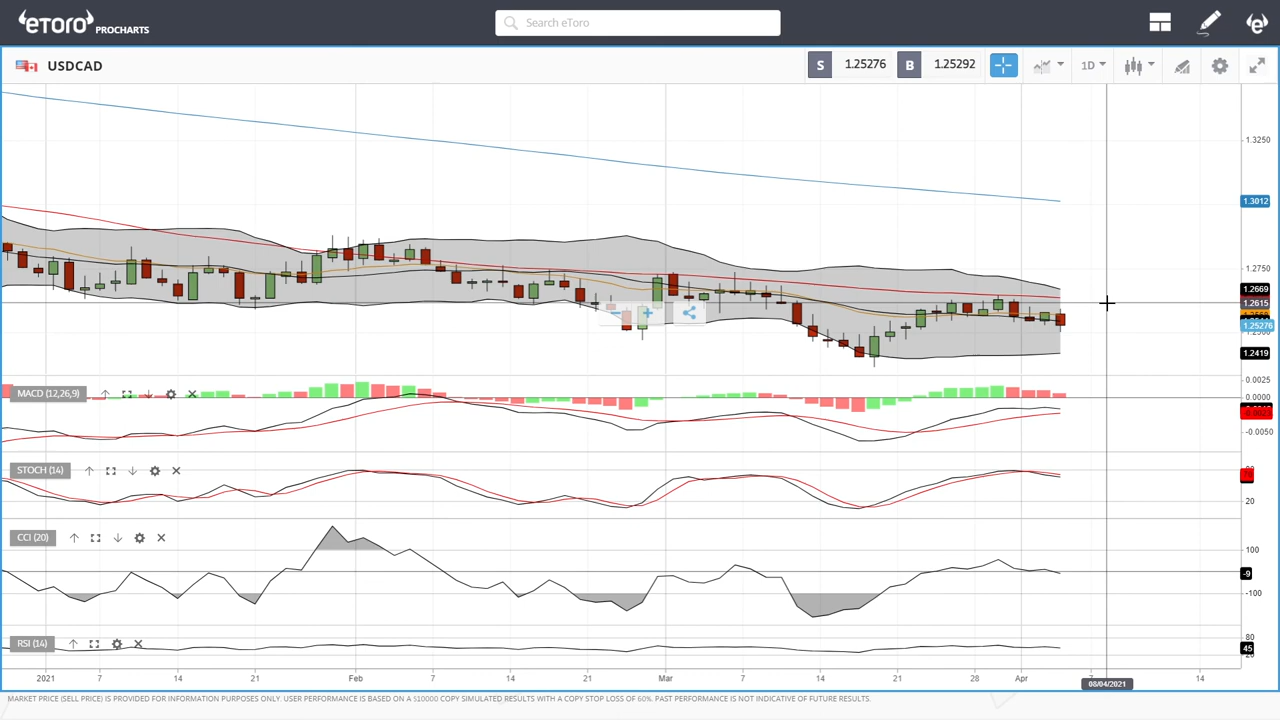 eToro PROCHARTS
Search eToro
USDCAD
S 1.25276 B 1.25292
1D
1.3250
1.3012
1.2750
1.2669
1.2615
1.25276
1.2419
MACD (12,26,9)
0.0025
0.0000
-0.0023
-0.0050
STOCH (14)
20
CCI (20)
100
-9
-100
RSI (14)
80
45
2021 7 14 21 Feb 7 14 21 Mar 7 14 21 28 Apr 14
08/04/2021
MARKET PRICE (SELL PRICE) IS PROVIDED FOR INFORMATION PURPOSES ONLY. USER PERFORMANCE IS BASED ON A $10000 COPY SIMULATED RESULTS WITH A COPY STOP LOSS OF 60%. PAST PERFORMANCE IS NOT INDICATIVE OF FUTURE RESULTS.